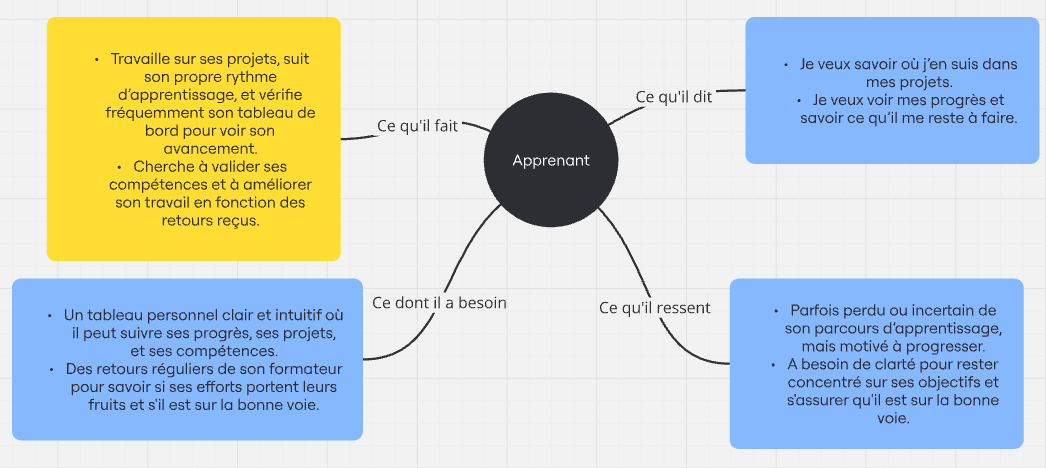 • Travaille sur ses projets, suit
son propre rythme
d’apprentissage, et vérifie
fréquemment son tableau de
bord pour voir son
avancement.
• Cherche à valider ses
compétences et à améliorer
son travail en fonction des
retours reçus.
Ce qu'il fait
Apprenant
Ce qu'il dit
• Je veux savoir où j’en suis dans
mes projets.
• Je veux voir mes progrès et
savoir ce qu’il me reste à faire.
• Un tableau personnel clair et intuitif où
il peut suivre ses progrès, ses projets,
et ses compétences.
• Des retours réguliers de son formateur
pour savoir si ses efforts portent leurs
fruits et s'il est sur la bonne voie.
Ce dont il a besoin
Ce qu'il ressent
• Parfois perdu ou incertain de
son parcours d’apprentissage,
mais motivé à progresser.
• A besoin de clarté pour rester
concentré sur ses objectifs et
s'assurer qu'il est sur la bonne
voie.